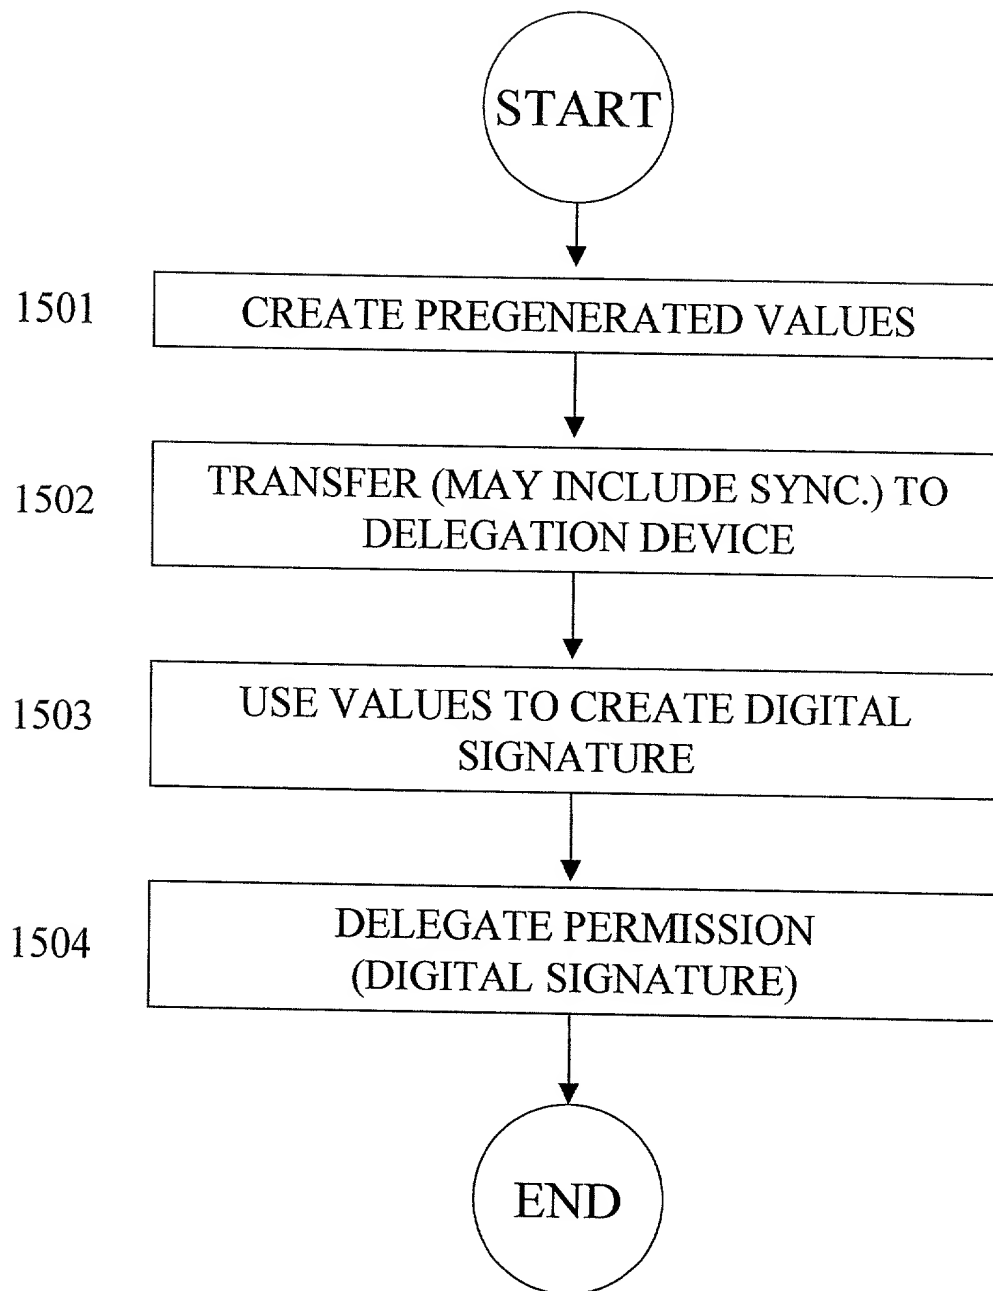 START
1501
CREATE PREGENERATED VALUES
1502
TRANSFER (MAY INCLUDE SYNC.) TO
DELEGATION DEVICE
1503
USE VALUES TO CREATE DIGITAL
SIGNATURE
1504
DELEGATE PERMISSION
(DIGITAL SIGNATURE)
END